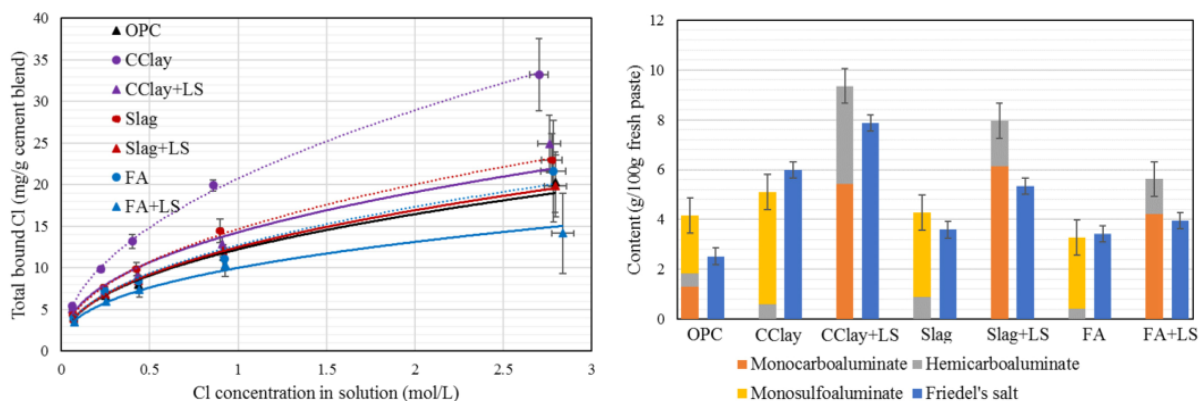 40
35
30
25
20
15
10
5
0
Total bound Cl (mg/g cement blend)
OPC
CClay
CClay+LS
Slag
Slag+LS
FA
FA+LS
0 0.5 1 1.5 2 2.5 3
Cl concentration in solution (mol/L)
12
10
8
6
4
2
0
Content (g/100g fresh paste)
OPC CClay CClay+LS Slag Slag+LS FA FA+LS
Monocarboaluminate Hemicarboaluminate
Monosulfoaluminate Friedel's salt